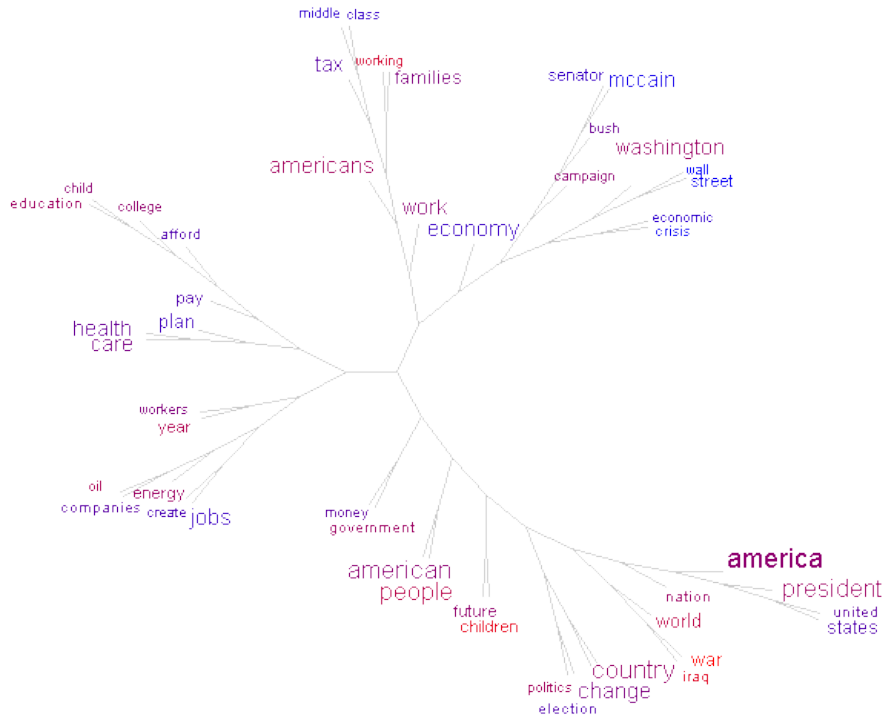 middle class
tax
working
families
senator
mccain
bush
washington
americans
campaign
wall
street
child
education
college
work
economy
economic
crisis
afford
pay
plan
health
care
workers
year
oil
energy
companies
create
jobs
money
government
american
people
america
president
nation
future
children
united
states
world
war
iraq
country
politics
change
election